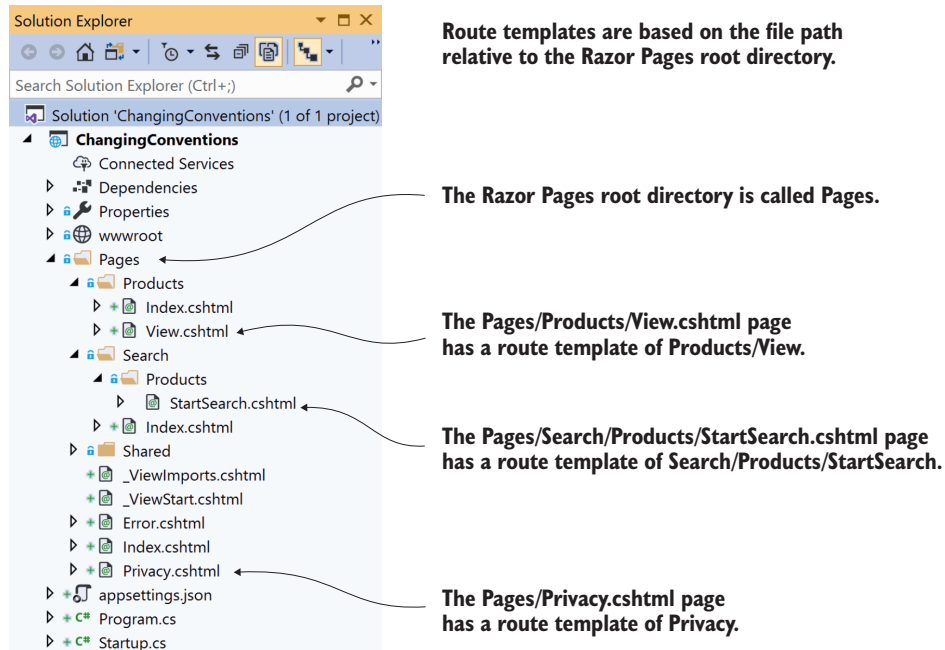 Solution Explorer
Search Solution Explorer (Ctrl+;)
Solution 'ChangingConventions' (1 of 1 project)
ChangingConventions
Connected Services
Dependencies
Properties
wwwroot
Pages
Products
Index.cshtml
View.cshtml
Search
Products
StartSearch.cshtml
Index.cshtml
Shared
_ViewImports.cshtml
_ViewStart.cshtml
Error.cshtml
Index.cshtml
Privacy.cshtml
appsettings.json
C# Program.cs
C# Startup.cs
Route templates are based on the file path
relative to the Razor Pages root directory.
The Razor Pages root directory is called Pages.
The Pages/Products/View.cshtml page
has a route template of Products/View.
The Pages/Search/Products/StartSearch.cshtml page
has a route template of Search/Products/StartSearch.
The Pages/Privacy.cshtml page
has a route template of Privacy.